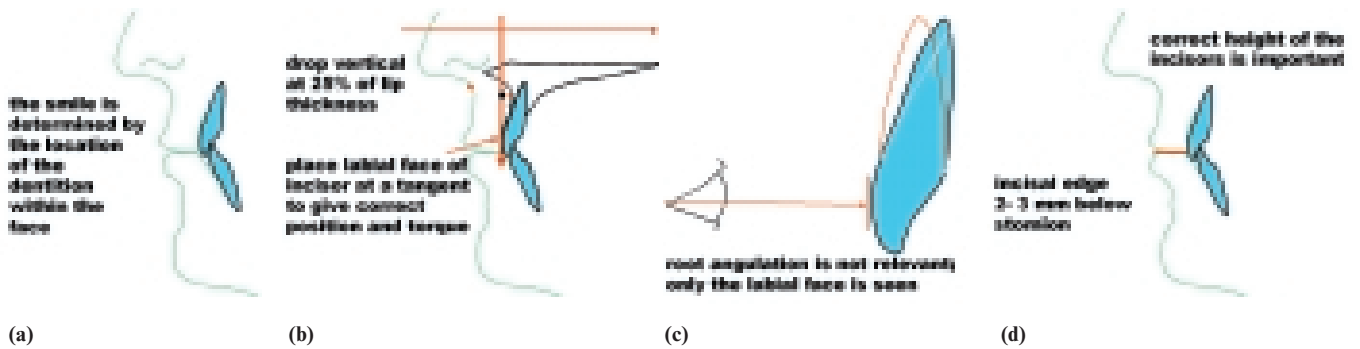 the smile is
determined by
the location
of the
dentition
within the
face
(a)
drop vertical
at 28% of lip
thickness
place labial face of
incisor at a tangent
to give correct
position and torque
(b)
root angulation is not relevant,
only the labial face is seen
(c)
correct height of the
incisors is important
incisal edge
2- 3 mm below
stomion
(d)